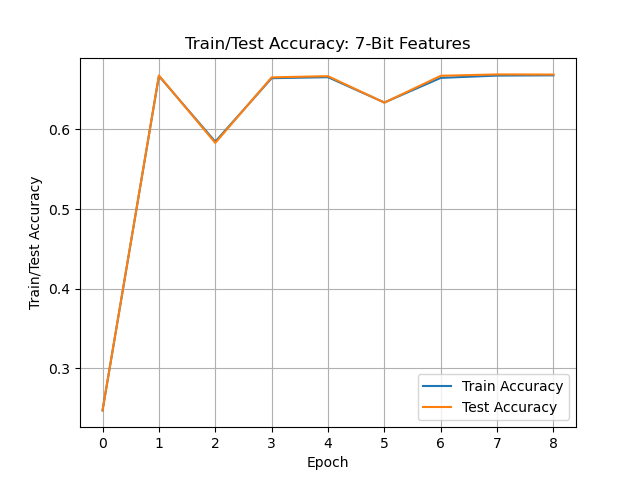 Train/Test Accuracy: 7-Bit Features
Train/Test Accuracy
0.6
0.5
0.4
0.3
Train Accuracy
Test Accuracy
0 1 2 3 4 5 6 7 8
Epoch